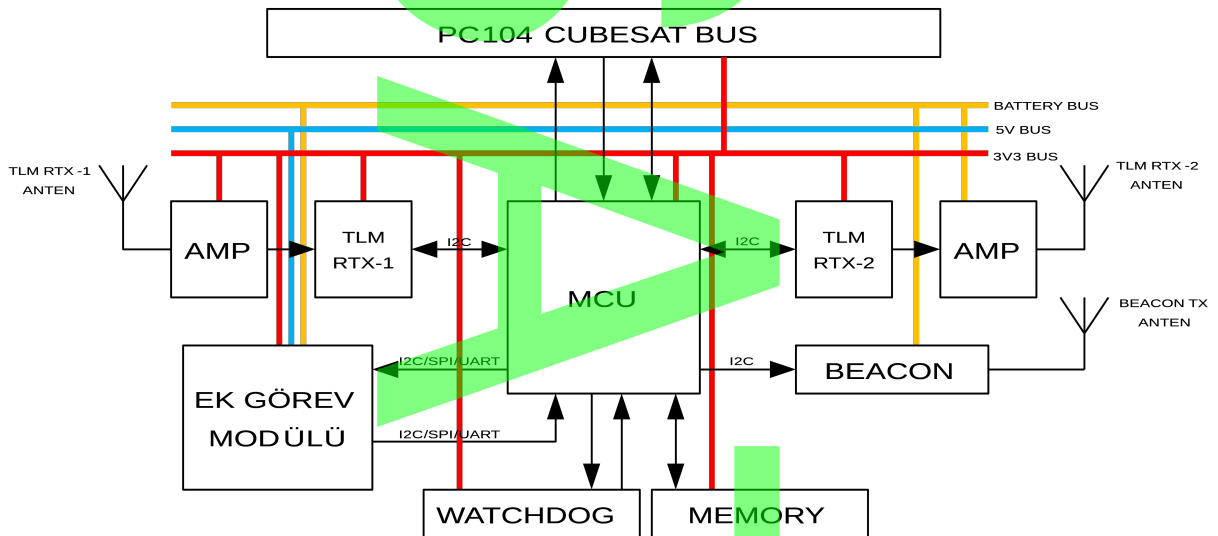 PC104 CUBESAT BUS
BATTERY BUS
5V BUS
3V3 BUS
TLM RTX -1
ANTEN
TLM RTX -2
ANTEN
AMP
TLM
RTX-1
I2C
MCU
I2C
TLM
RTX-2
AMP
BEACON TX
ANTEN
I2C/SPI/UART
I2C
BEACON
EK GÖREV
MODÜLÜ
I2C/SPI/UART
WATCHDOG
MEMORY